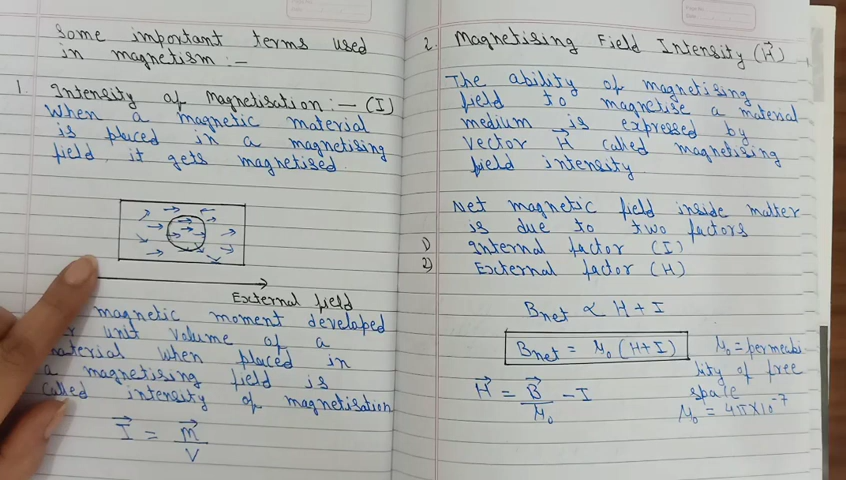 Some important terms used
in magnetism :-
1. Intensity of Magnetisation :- (I)
When a magnetic material
is placed in a magnetising
field, it gets magnetised
External field
magnetic moment developed
unit volume of a
material when placed in
a magnetising field is
called intensity of magnetisation
I⃗ = m⃗/V
2. Magnetising Field Intensity (H⃗)
The ability of magnetising
field to magnetise a material
medium is expressed by
vector H⃗ called magnetising
field intensity
Net magnetic field inside matter
is due to two factors
1) Internal factor (I)
2) External factor (H)
Bnet ∝ H + I
Bnet = μ₀ (H+I)
μ₀ = permeabi
lity of free
space
μ₀ = 4π×10⁻⁷
H⃗ = B⃗/μ₀ - I